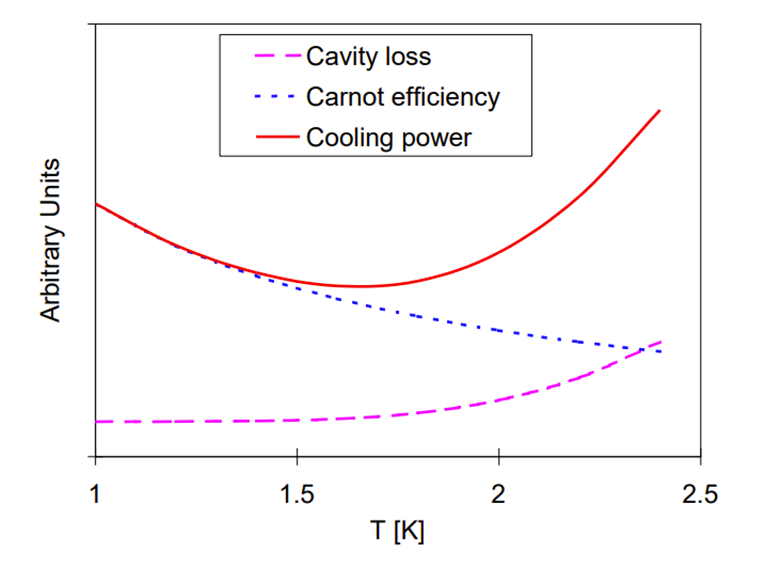 Cavity loss
Carnot efficiency
Cooling power
Arbitrary Units
1 1.5 2 2.5
T [K]